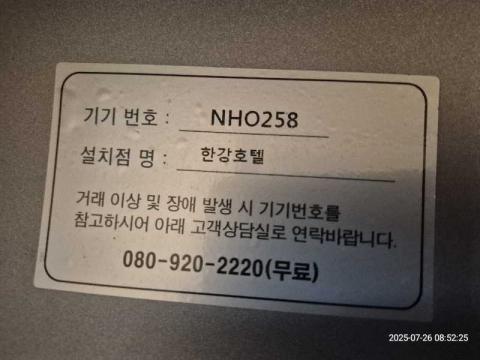 기기 번호 : NHO258
설치점 명 : 한강호텔
거래 이상 및 장애 발생 시 기기번호를
참고하시어 아래 고객상담실로 연락바랍니다.
080-920-2220(무료)
2025-07-26 08:52:25